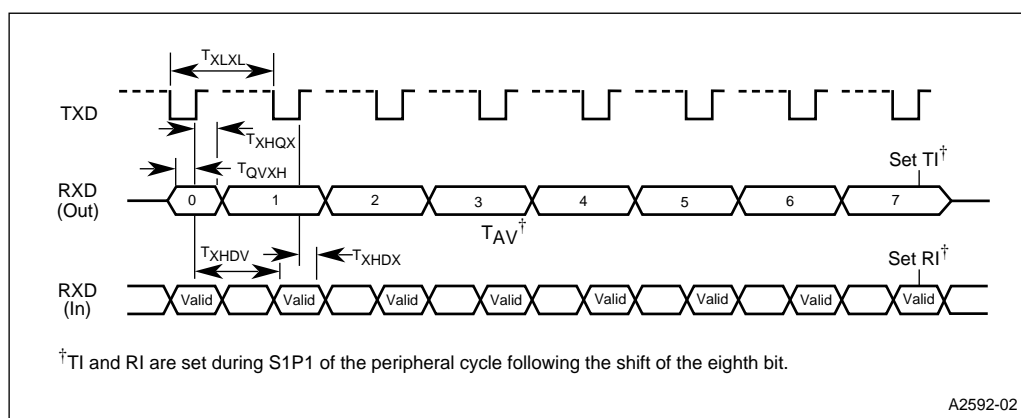 TXLXL
TXD
TXHQX
TQVXH
Set TI†
RXD
(Out)
0 1 2 3 4 5 6 7
TAV†
TXHDV
TXHDX
Set RI†
RXD
(In)
Valid Valid Valid Valid Valid Valid Valid Valid
†TI and RI are set during S1P1 of the peripheral cycle following the shift of the eighth bit.
A2592-02